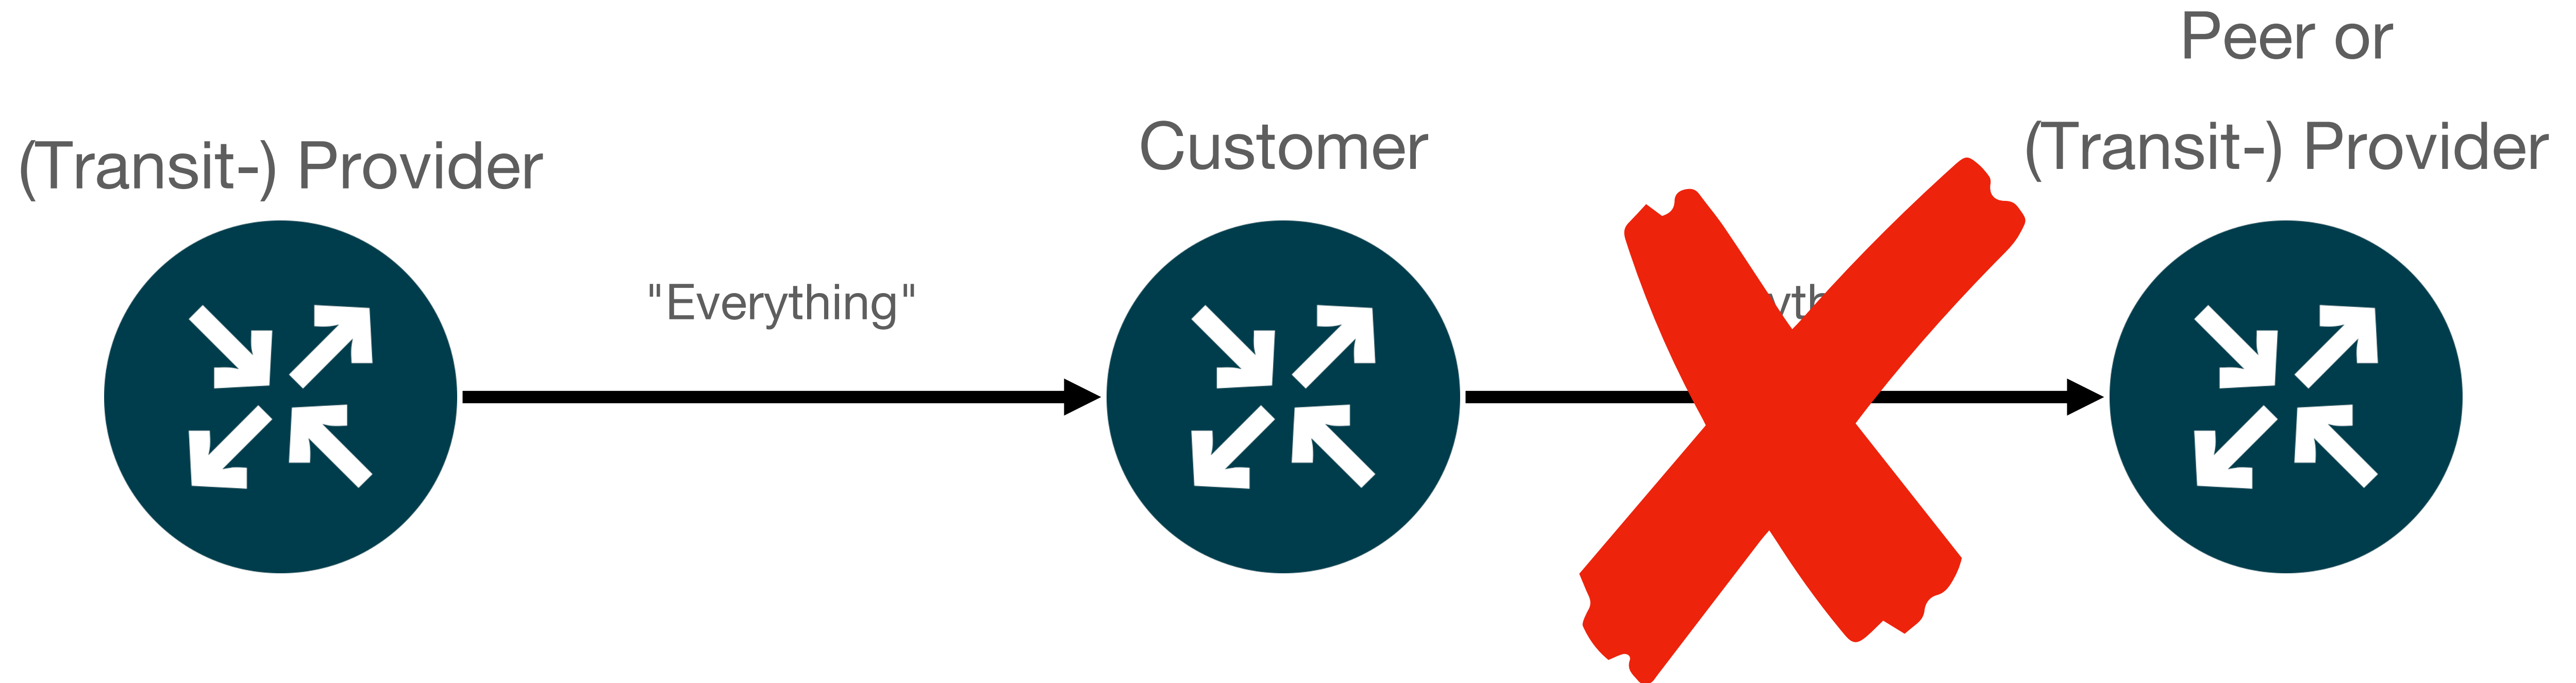 Peer or
(Transit-) Provider
Customer
(Transit-) Provider
"Everything"